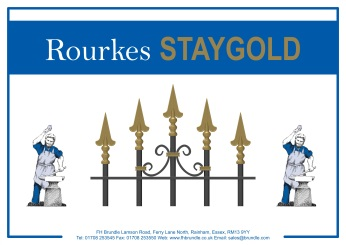 Rourkes STAYGOLD
FH Brundle Lamson Road, Ferry Lane North, Rainham, Essex, RM13 9YY
Tel: 01708 253545 Fax: 01708 253550 Web: www.fhbrundle.co.uk Email: sales@brundle.com